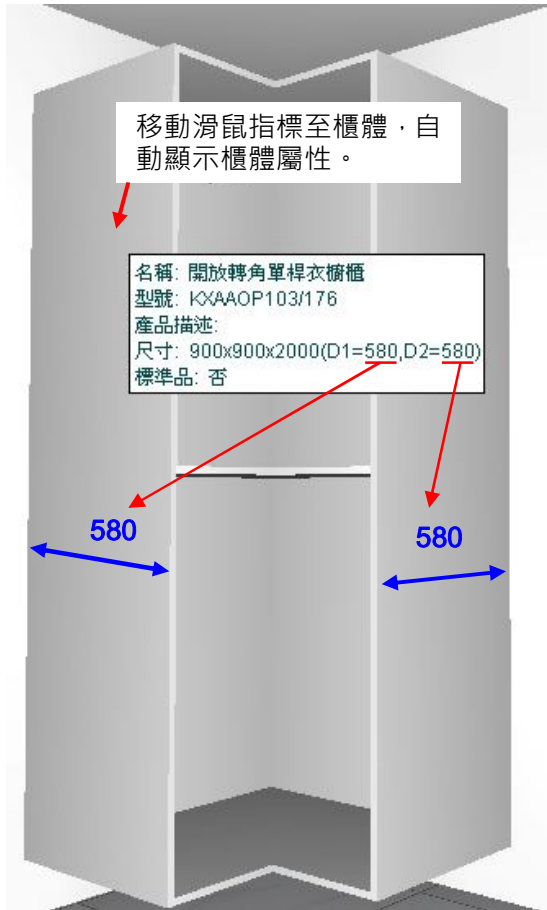 移動滑鼠指標至櫃體，自
動顯示櫃體屬性。
名稱: 開放轉角單桿衣櫥櫃
型號: KXAAOP103/176
產品描述:
尺寸: 900x900x2000(D1=580,D2=580)
標準品: 否
580
580